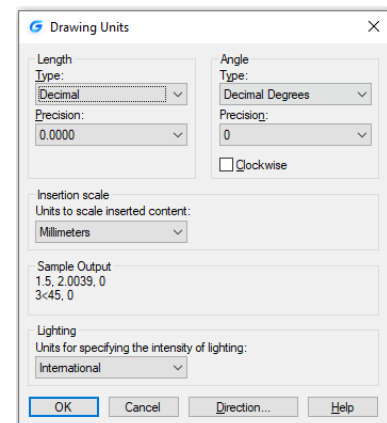 Drawing Units
Length
Type:
Decimal
Precision:
0.0000
Angle
Type:
Decimal Degrees
Precision:
0
Clockwise
Insertion scale
Units to scale inserted content:
Millimeters
Sample Output
1.5, 2.0039, 0
3<45, 0
Lighting
Units for specifying the intensity of lighting:
International
OK Cancel Direction... Help